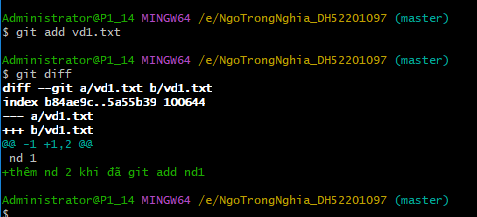 Administrator@P1_14 MINGW64 /e/NgoTrongNghia_DH52201097 (master)
$ git add vd1.txt
Administrator@P1_14 MINGW64 /e/NgoTrongNghia_DH52201097 (master)
$ git diff
diff --git a/vd1.txt b/vd1.txt
index b84ae9c..5a55b39 100644
--- a/vd1.txt
+++ b/vd1.txt
@@ -1 +1,2 @@
 nd 1
+thêm nd 2 khi đã git add nd1
Administrator@P1_14 MINGW64 /e/NgoTrongNghia_DH52201097 (master)
$